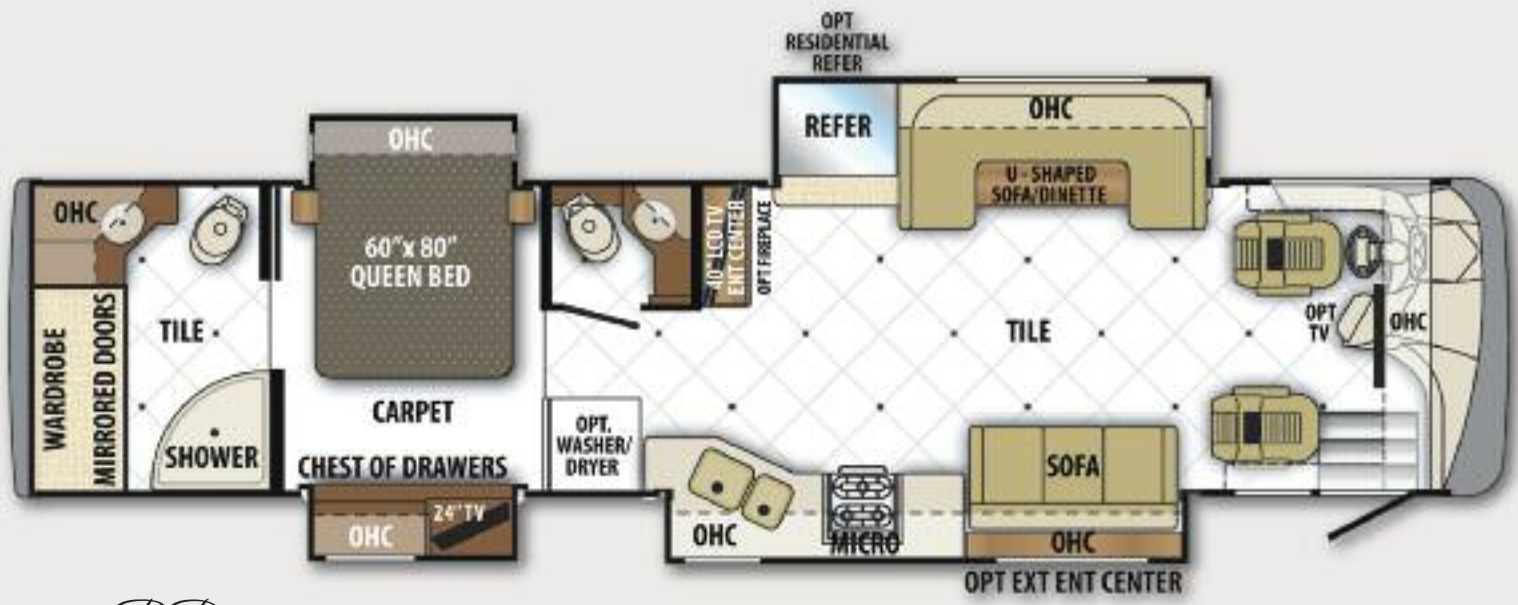 OPT
RESIDENTIAL
REFER
REFER
OHC
U - SHAPED
SOFA/DINETTE
OHC
60"x 80"
QUEEN BED
OHC
WARDROBE
MIRRORED DOORS
TILE
SHOWER
CARPET
CHEST OF DRAWERS
24" TV
OHC
OPT.
WASHER/
DRYER
40" LCD TV
ENT CENTER
OPT FIREPLACE
TILE
OPT
TV
OHC
SOFA
OHC
MICRO
OHC
OPT EXT ENT CENTER